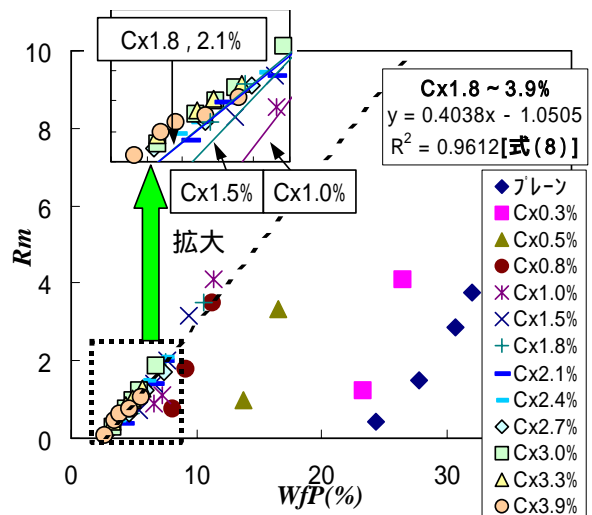 Cx1.8 , 2.1%
Cx1.5%
Cx1.0%
拡大
Cx1.8 ~ 3.9%
y = 0.4038x - 1.0505
R² = 0.9612[式(8)]
10
8
6
4
2
0
Rm
0
10
20
30
WfP(%)
プレーン
Cx0.3%
Cx0.5%
Cx0.8%
Cx1.0%
Cx1.5%
Cx1.8%
Cx2.1%
Cx2.4%
Cx2.7%
Cx3.0%
Cx3.3%
Cx3.9%